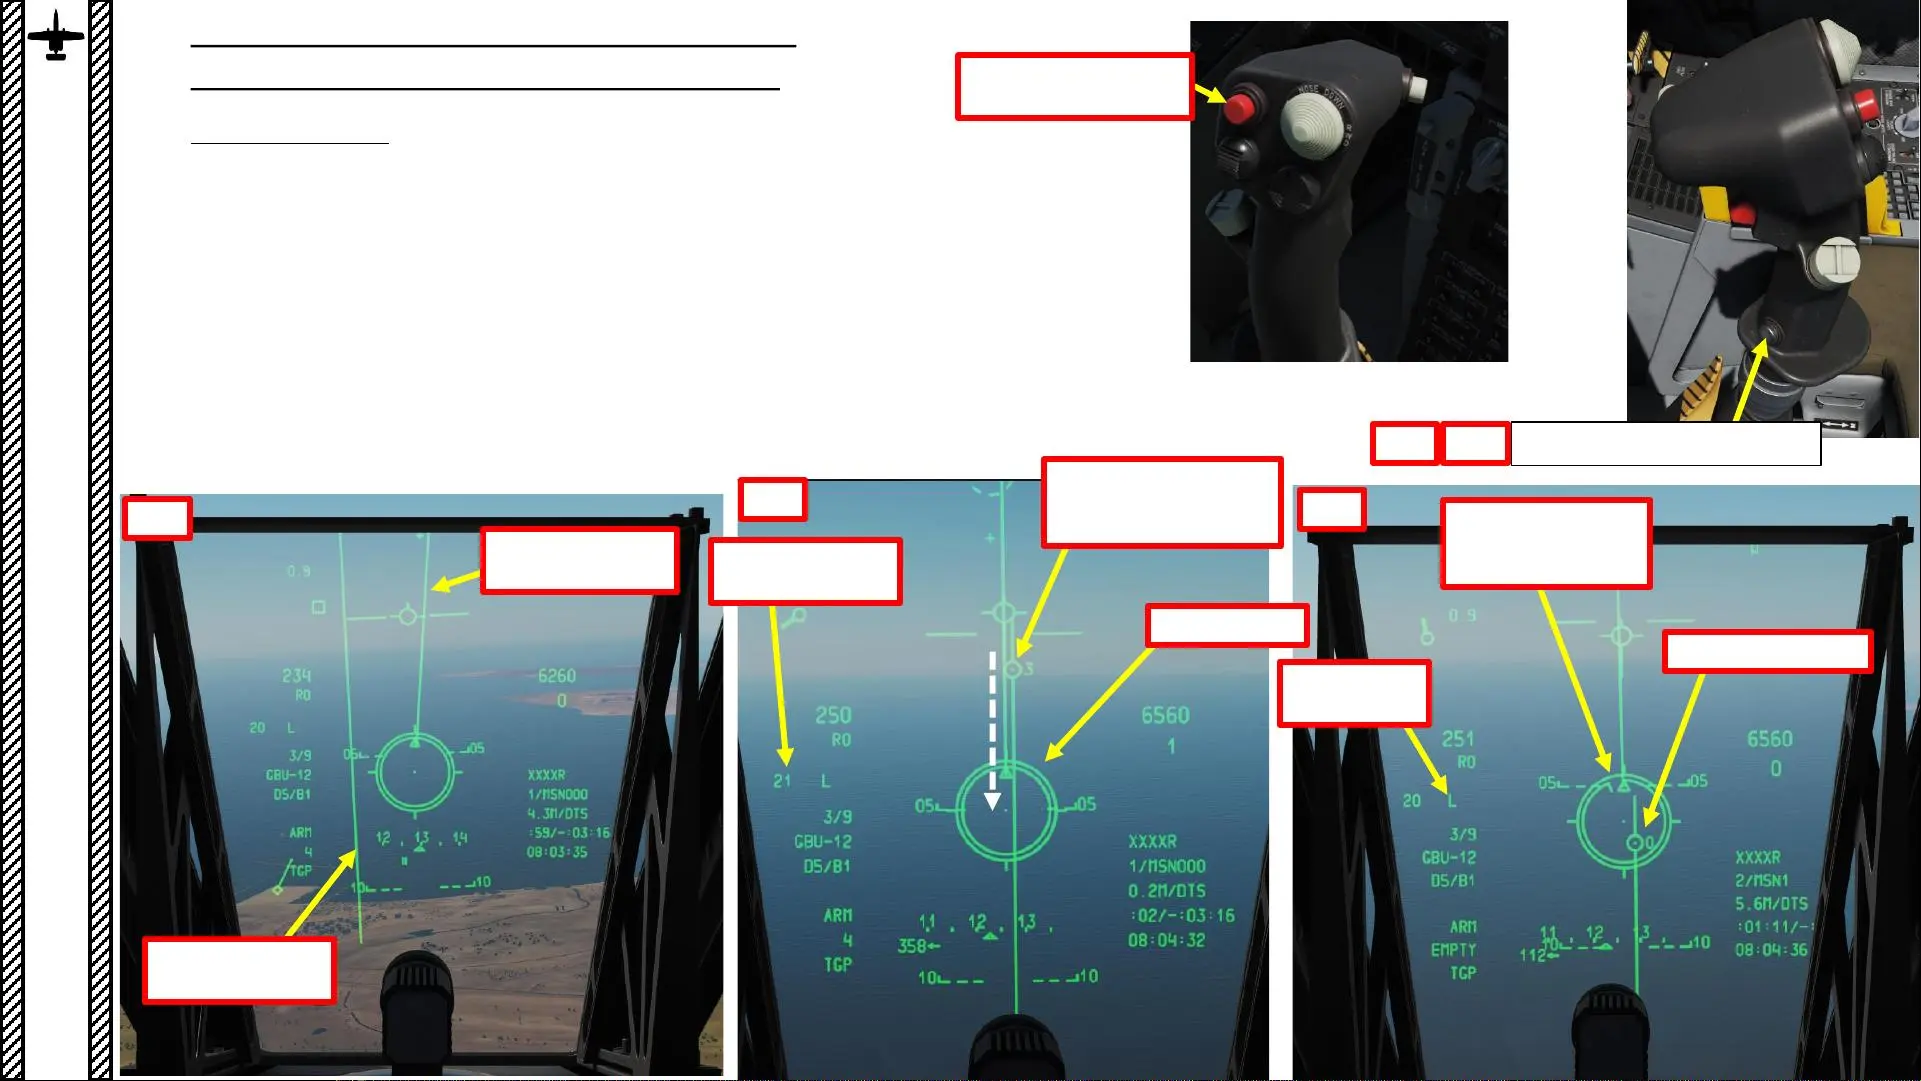 NOSE DOWN
0.9
234
RO
20 L
3/9
GBU-12
D5/B1
ARM
4
TGP
6260
0
05 05
XXXXR
1/MSN000
4.3M/DTS
:59/-:03:16
08:03:35
12 13 14
10 10
3
250
RO
21 L
3/9
GBU-12
D5/B1
ARM
4
TGP
6560
1
05 05
XXXXR
1/MSN000
0.2M/DTS
:02/-:03:16
08:04:32
11 12 13
358
10 10
0.9
251
RO
20 L
3/9
GBU-12
D5/B1
ARM
EMPTY
TGP
6560
0
05 05
0
XXXXR
2/MSN1
5.6M/DTS
:01:11/-:
08:04:36
11 12 13
112
10 10